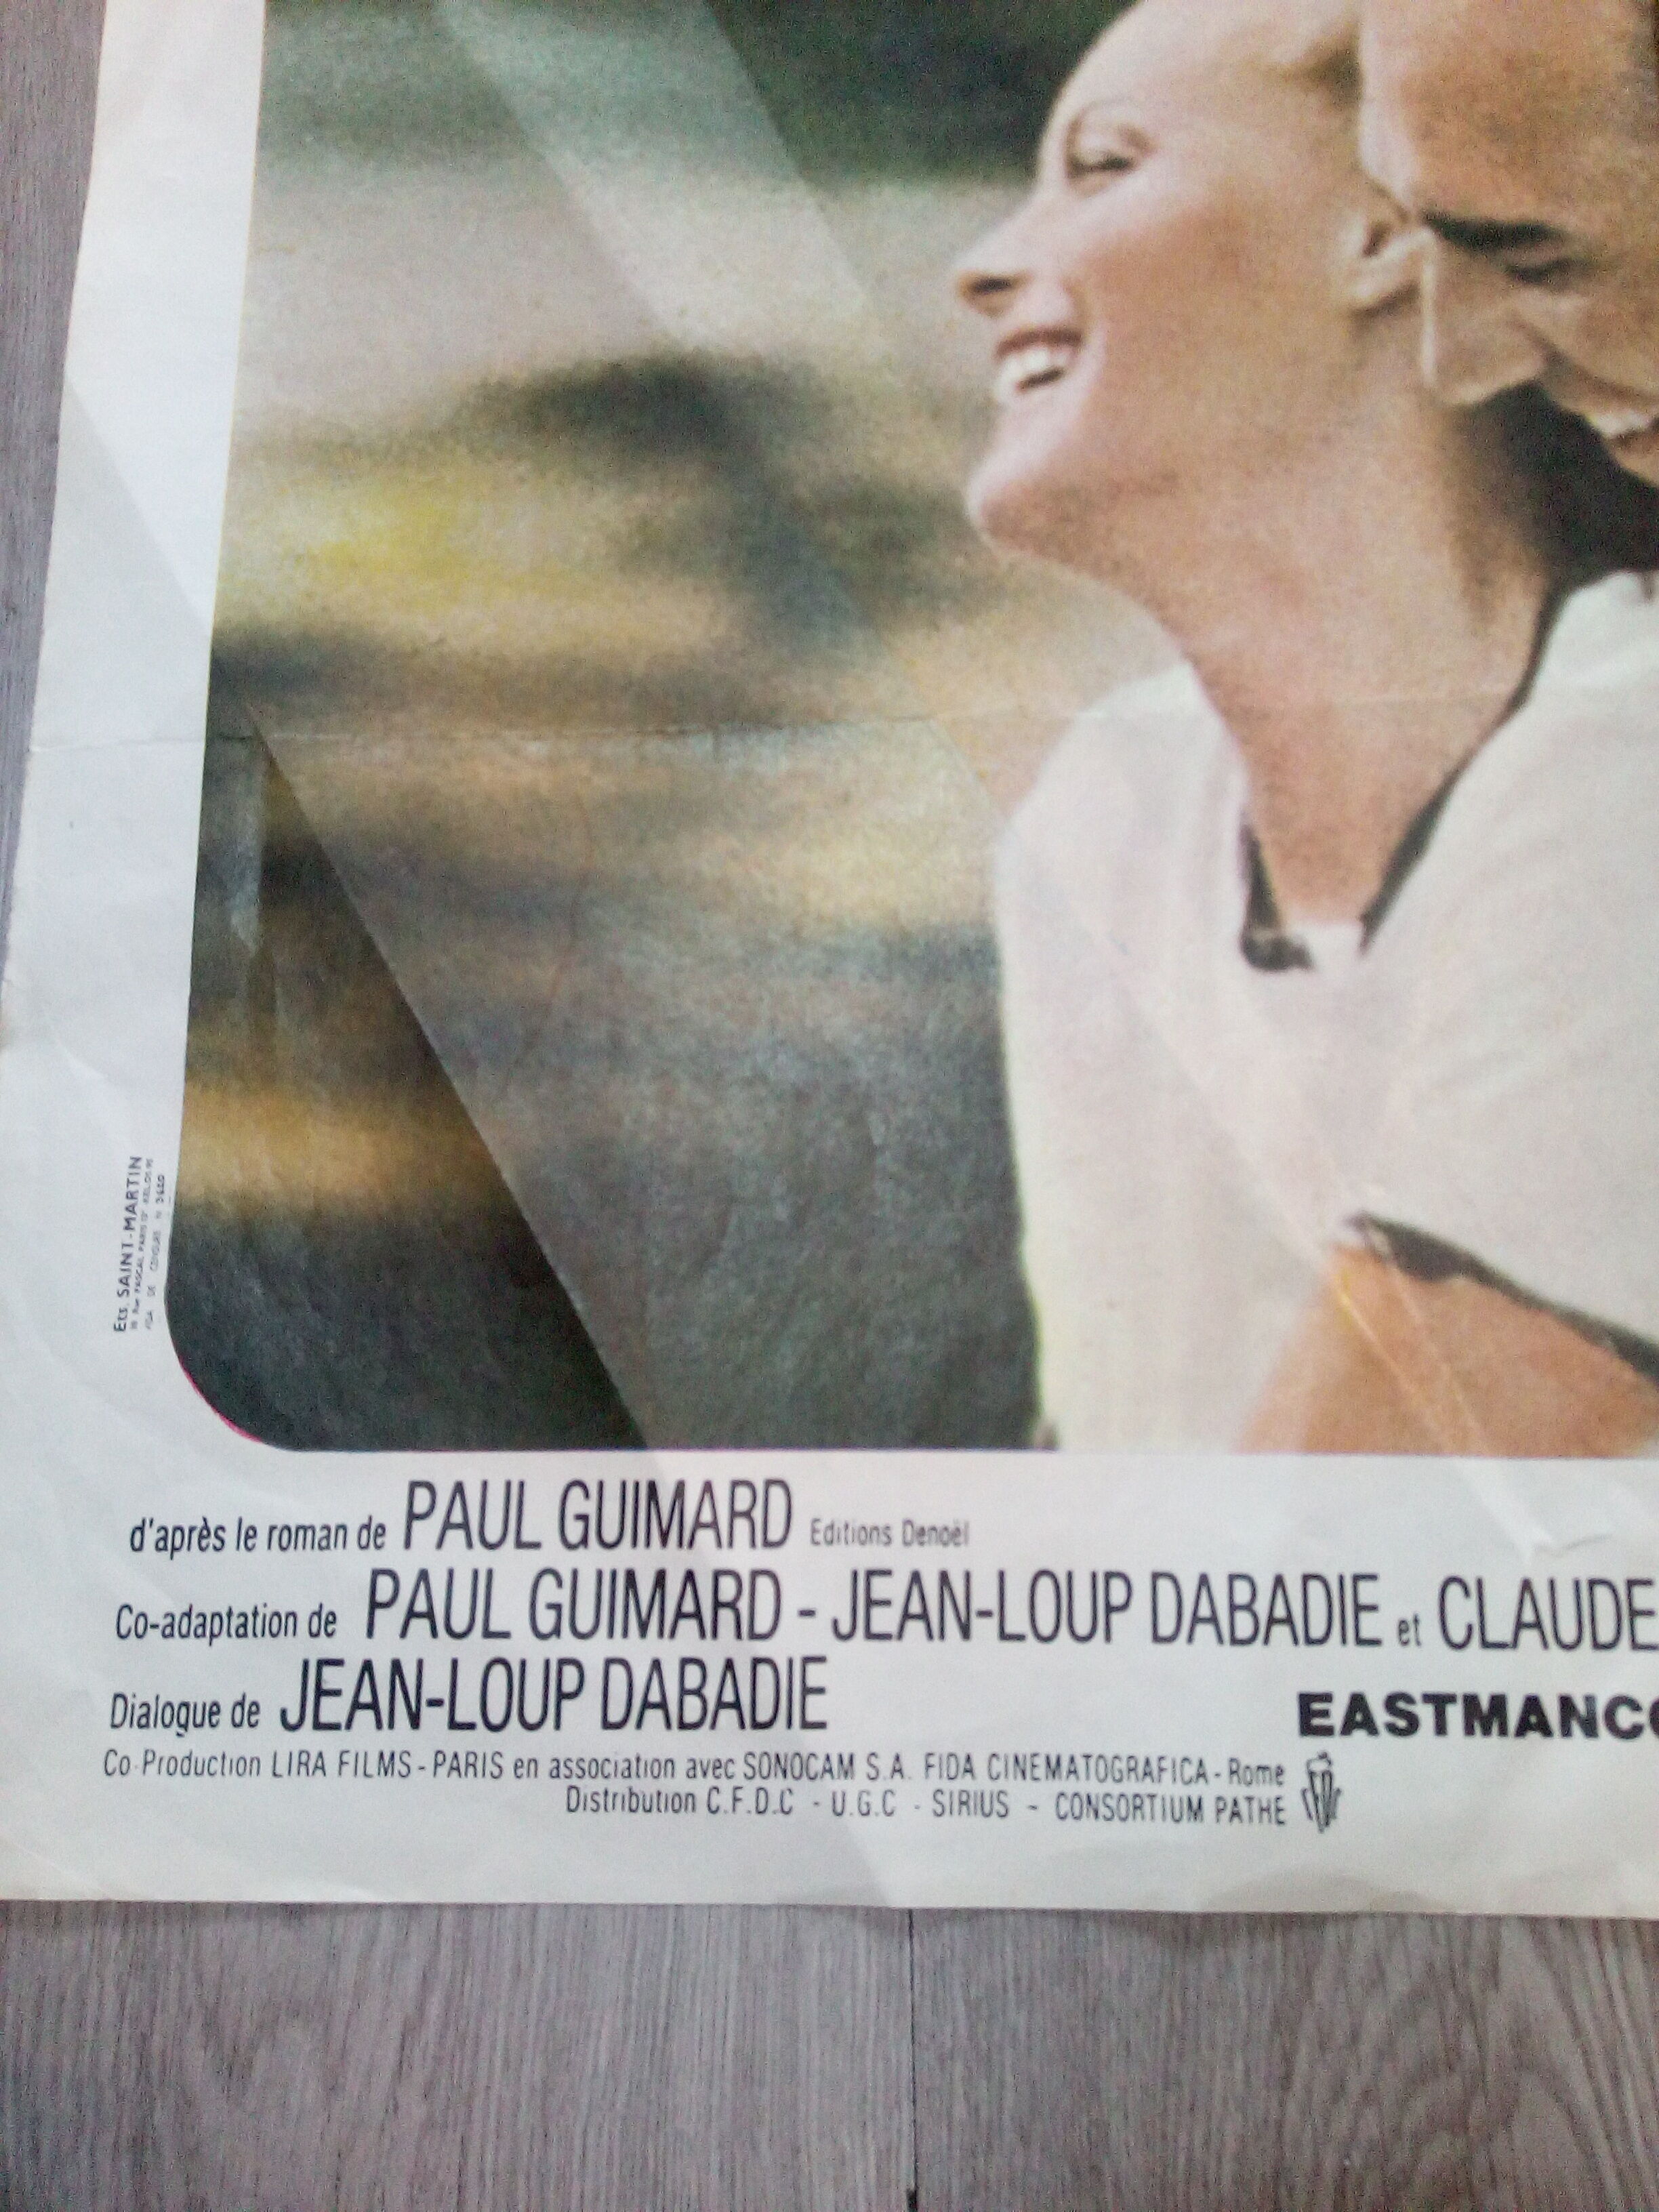 Ets. SAINT-MARTIN
d'après le roman de PAUL GUIMARD Editions Denoël
Co-adaptation de PAUL GUIMARD - JEAN-LOUP DABADIE et CLAUDE
Dialogue de JEAN-LOUP DABADIE
EASTMANCO
Co-Production LIRA FILMS - PARIS en association avec SONOCAM S.A. FIDA CINEMATOGRAFICA - Rome
Distribution C.F.D.C - U.G.C - SIRIUS - CONSORTIUM PATHE